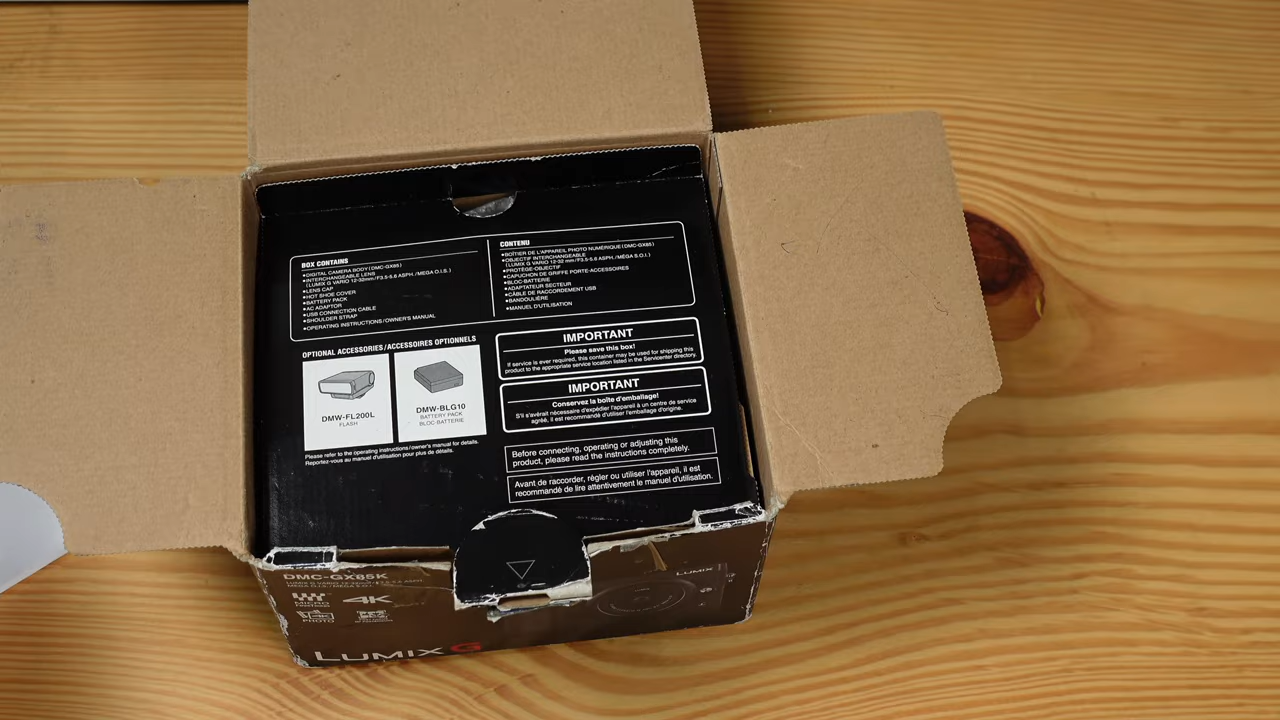 BOX CONTAINS
•DIGITAL CAMERA BODY (DMC-GX85)
•INTERCHANGEABLE LENS
(LUMIX G VARIO 12-32 mm/F3.5-5.6 ASPH./MEGA O.I.S.)
•LENS CAP
•HOT SHOE COVER
•BATTERY PACK
•AC ADAPTOR
•USB CONNECTION CABLE
•SHOULDER STRAP
•OPERATING INSTRUCTIONS/OWNER'S MANUAL
CONTENU
•BOÎTIER DE L'APPAREIL PHOTO NUMÉRIQUE (DMC-GX85)
•OBJECTIF INTERCHANGEABLE
(LUMIX G VARIO 12-32 mm/F3.5-5.6 ASPH./MÉGA S.O.I.)
•PROTÈGE-OBJECTIF
•CAPUCHON DE GRIFFE PORTE-ACCESSOIRES
•BLOC-BATTERIE
•ADAPTATEUR SECTEUR
•CÂBLE DE RACCORDEMENT USB
•BANDOULIÈRE
•MANUEL D'UTILISATION
OPTIONAL ACCESSORIES/ACCESSOIRES OPTIONNELS
DMW-FL200L
FLASH
DMW-BLG10
BATTERY PACK
BLOC-BATTERIE
Please refer to the operating instructions/owner's manual for details.
Reportez-vous au manuel d'utilisation pour plus de détails.
IMPORTANT
Please save this box!
If service is ever required, this container may be used for shipping this
product to the appropriate service location listed in the Servicenter directory.
IMPORTANT
Conservez la boîte d'emballage!
S'il s'avérait nécessaire d'expédier l'appareil à un centre de service
agréé, il est recommandé d'utiliser l'emballage d'origine.
Before connecting, operating or adjusting this
product, please read the instructions completely.
Avant de raccorder, régler ou utiliser l'appareil, il est
recommandé de lire attentivement le manuel d'utilisation.
DMC-GX85K
MICRO
4K
PHOTO
LUMIX
LUMIX G